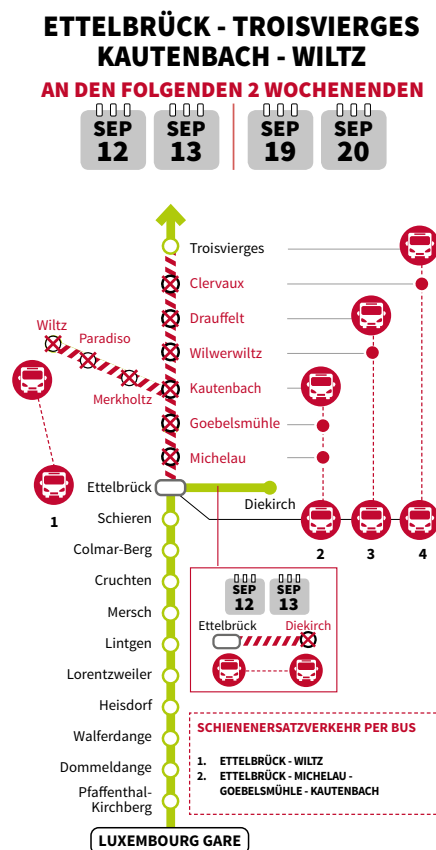 ETTELBRÜCK - TROISVIERGES
KAUTENBACH - WILTZ
AN DEN FOLGENDEN 2 WOCHENENDEN
SEP
12
SEP
13
SEP
19
SEP
20
Troisvierges
Clervaux
Drauffelt
Wilwerwiltz
Wiltz
Paradiso
Merkholtz
Kautenbach
Goebelsmühle
Michelau
Ettelbrück
Diekirch
1
2
3
4
Schieren
Colmar-Berg
Cruchten
Mersch
Lintgen
Lorentzweiler
Heisdorf
Walferdange
Dommeldange
Pfaffenthal-
Kirchberg
LUXEMBOURG GARE
SEP
12
SEP
13
Ettelbrück
Diekirch
SCHIENENERSATZVERKEHR PER BUS
1. ETTELBRÜCK - WILTZ
2. ETTELBRÜCK - MICHELAU -
GOEBELSMÜHLE - KAUTENBACH